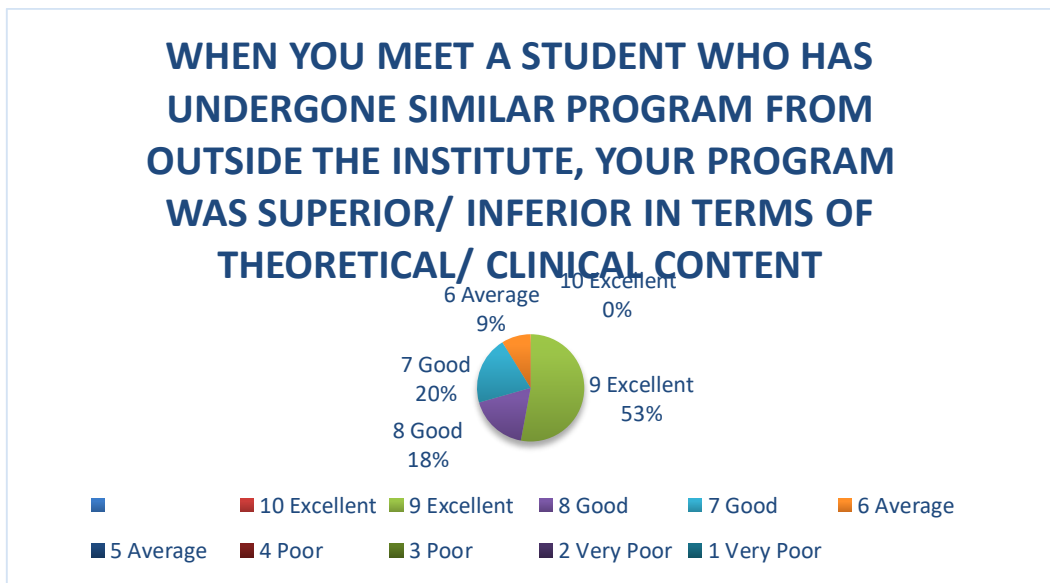 WHEN YOU MEET A STUDENT WHO HAS
UNDERGONE SIMILAR PROGRAM FROM
OUTSIDE THE INSTITUTE, YOUR PROGRAM
WAS SUPERIOR/ INFERIOR IN TERMS OF
THEORETICAL/ CLINICAL CONTENT
10 Excellent
0%
6 Average
9%
7 Good
20%
9 Excellent
53%
8 Good
18%
10 Excellent 9 Excellent 8 Good 7 Good 6 Average
5 Average 4 Poor 3 Poor 2 Very Poor 1 Very Poor